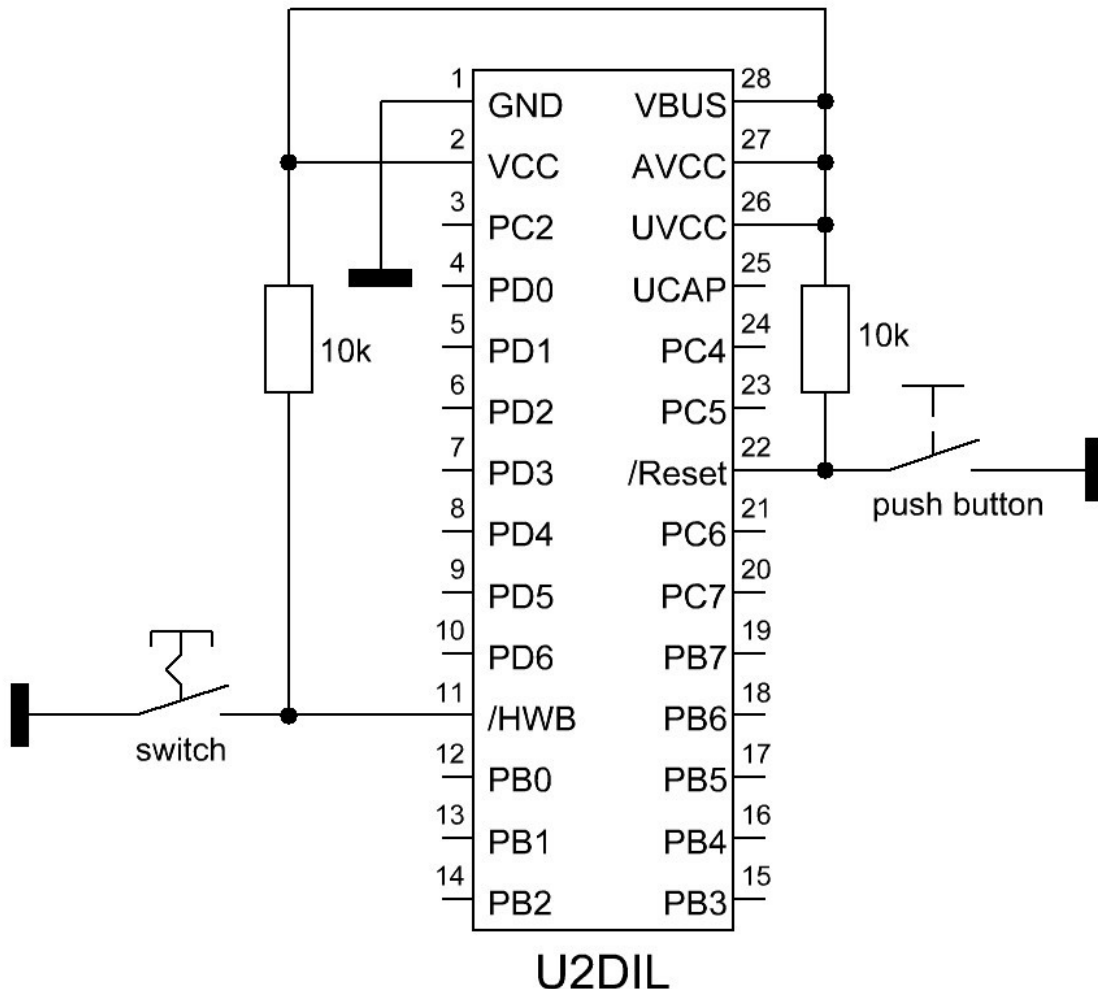 1 28
GND VBUS
2 27
VCC AVCC
3 26
PC2 UVCC
4 25
PD0 UCAP
5 24
10k PD1 PC4 10k
6 23
PD2 PC5
7 22
PD3 /Reset
push button
8 21
PD4 PC6
9 20
PD5 PC7
10 19
PD6 PB7
11 18
/HWB PB6
switch
12 17
PB0 PB5
13 16
PB1 PB4
14 15
PB2 PB3
U2DIL